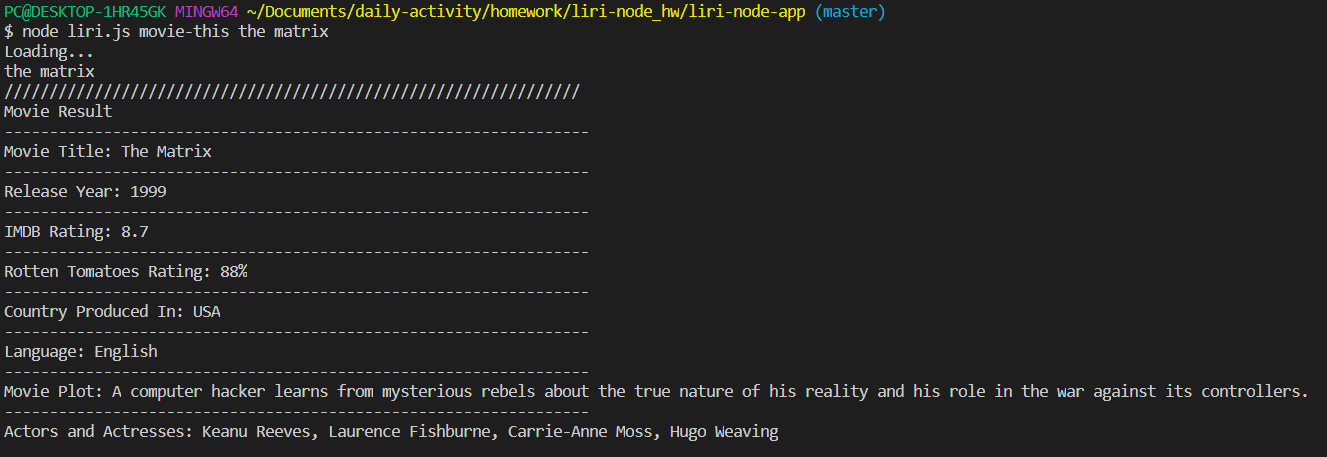 PC@DESKTOP-1HR45GK MINGW64 ~/Documents/daily-activity/homework/liri-node_hw/liri-node-app (master)
$ node liri.js movie-this the matrix
Loading...
the matrix
////////////////////////////////////////////////////////////////
Movie Result
-----------------------------------------------------------------
Movie Title: The Matrix
-----------------------------------------------------------------
Release Year: 1999
-----------------------------------------------------------------
IMDB Rating: 8.7
-----------------------------------------------------------------
Rotten Tomatoes Rating: 88%
-----------------------------------------------------------------
Country Produced In: USA
-----------------------------------------------------------------
Language: English
-----------------------------------------------------------------
Movie Plot: A computer hacker learns from mysterious rebels about the true nature of his reality and his role in the war against its controllers.
-----------------------------------------------------------------
Actors and Actresses: Keanu Reeves, Laurence Fishburne, Carrie-Anne Moss, Hugo Weaving